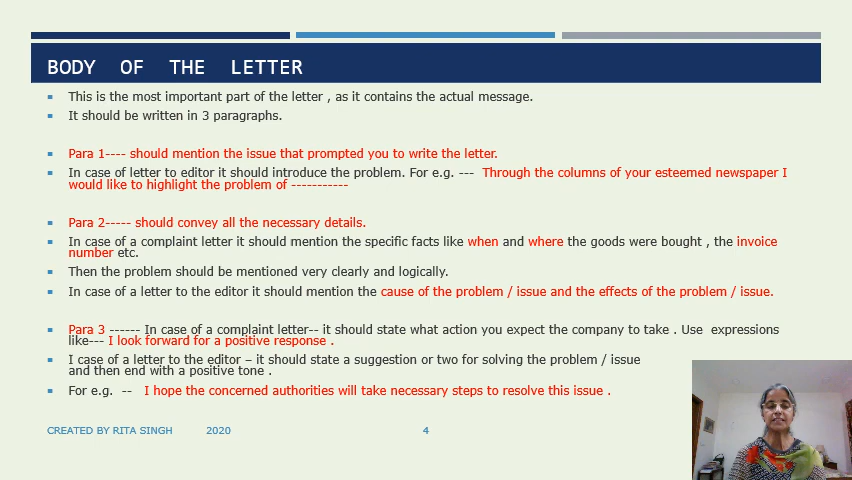 BODY OF THE LETTER
This is the most important part of the letter , as it contains the actual message.
It should be written in 3 paragraphs.
Para 1---- should mention the issue that prompted you to write the letter.
In case of letter to editor it should introduce the problem. For e.g. --- Through the columns of your esteemed newspaper I
would like to highlight the problem of -----------
Para 2----- should convey all the necessary details.
In case of a complaint letter it should mention the specific facts like when and where the goods were bought , the invoice
number etc.
Then the problem should be mentioned very clearly and logically.
In case of a letter to the editor it should mention the cause of the problem / issue and the effects of the problem / issue.
Para 3 ------ In case of a complaint letter-- it should state what action you expect the company to take . Use expressions
like--- I look forward for a positive response .
I case of a letter to the editor – it should state a suggestion or two for solving the problem / issue
and then end with a positive tone .
For e.g. -- I hope the concerned authorities will take necessary steps to resolve this issue .
CREATED BY RITA SINGH 2020 4